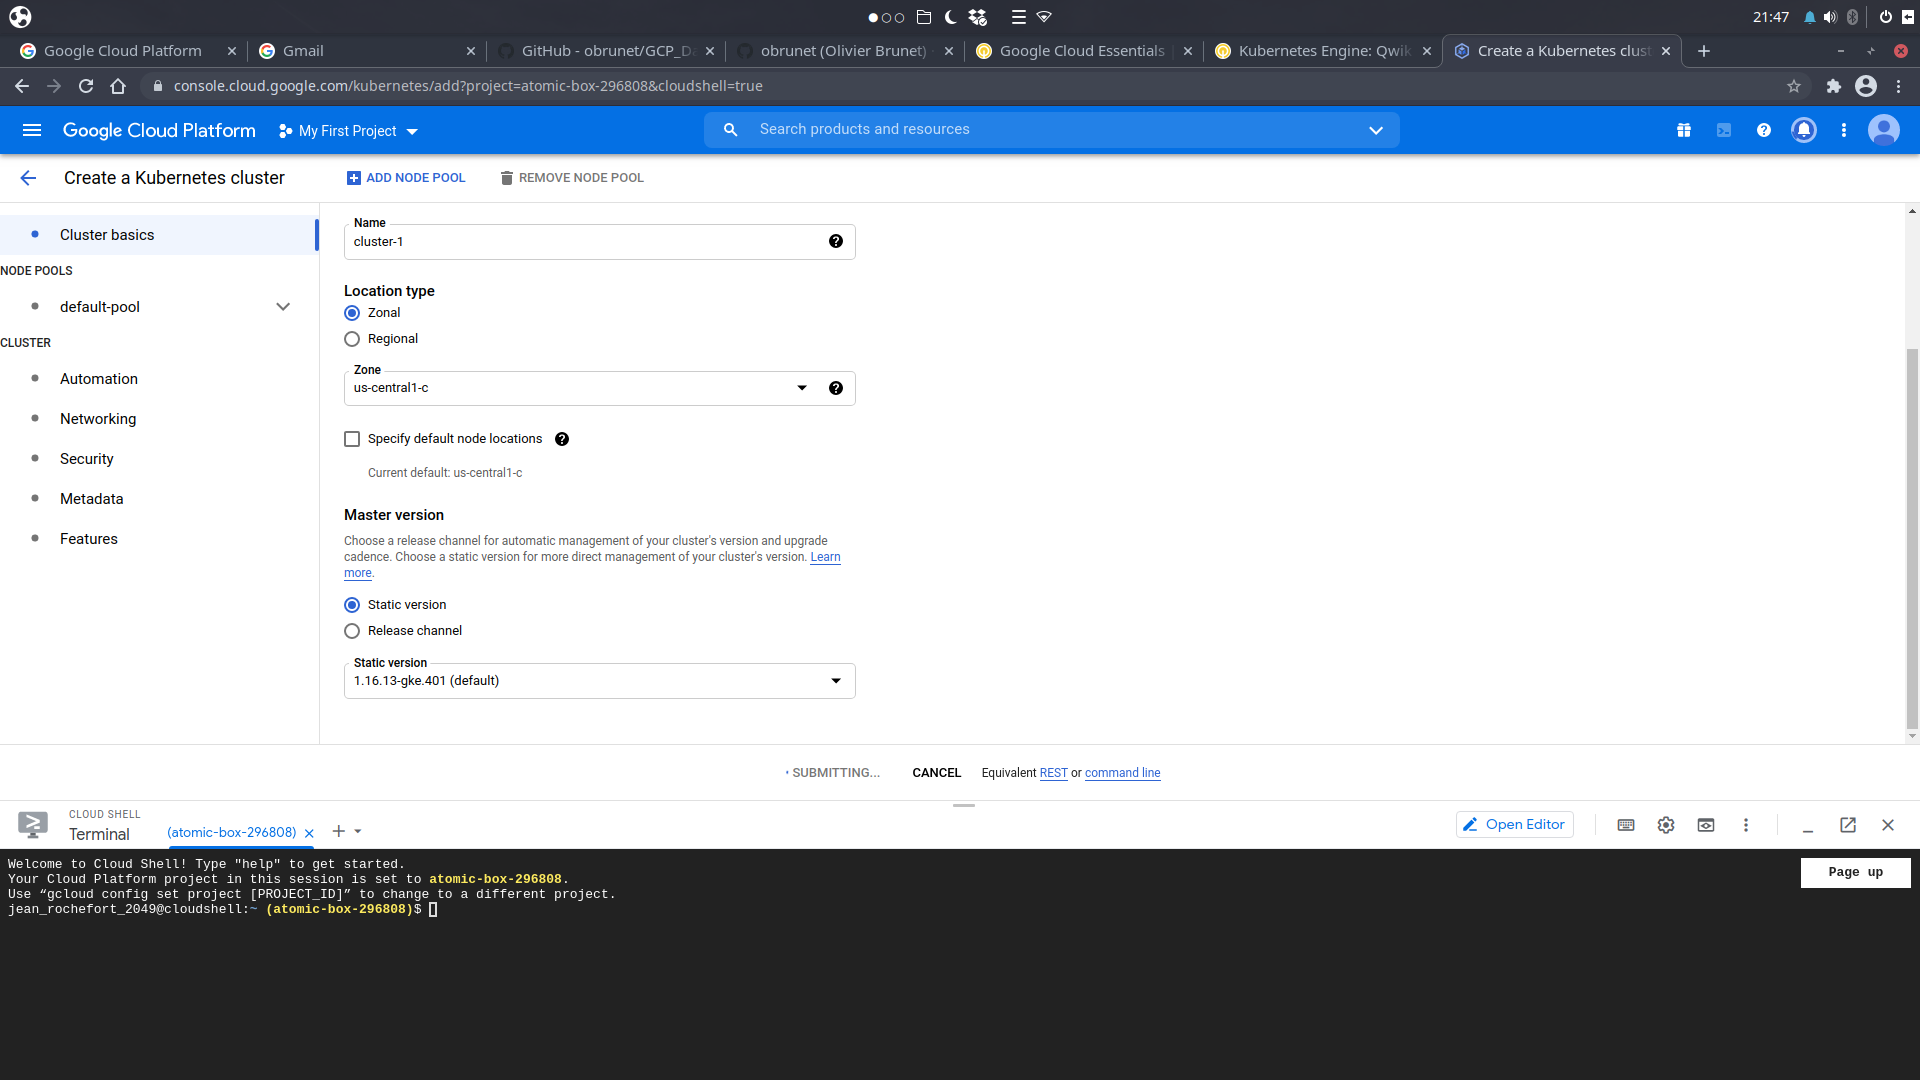 21:47
Google Cloud Platform
Gmail
GitHub - obrunet/GCP_Da
obrunet (Olivier Brunet)
Google Cloud Essentials
Kubernetes Engine: Qwik
Create a Kubernetes clust
console.cloud.google.com/kubernetes/add?project=atomic-box-296808&cloudshell=true
Google Cloud Platform
My First Project
Search products and resources
Create a Kubernetes cluster
ADD NODE POOL
REMOVE NODE POOL
Cluster basics
NODE POOLS
default-pool
CLUSTER
Automation
Networking
Security
Metadata
Features
Name
cluster-1
Location type
Zonal
Regional
Zone
us-central1-c
Specify default node locations
Current default: us-central1-c
Master version
Choose a release channel for automatic management of your cluster's version and upgrade
cadence. Choose a static version for more direct management of your cluster's version. Learn
more.
Static version
Release channel
Static version
1.16.13-gke.401 (default)
SUBMITTING...
CANCEL
Equivalent REST or command line
CLOUD SHELL
Terminal
(atomic-box-296808)
Open Editor
Welcome to Cloud Shell! Type "help" to get started.
Your Cloud Platform project in this session is set to atomic-box-296808.
Use “gcloud config set project [PROJECT_ID]” to change to a different project.
jean_rochefort_2049@cloudshell:~ (atomic-box-296808)$
Page up